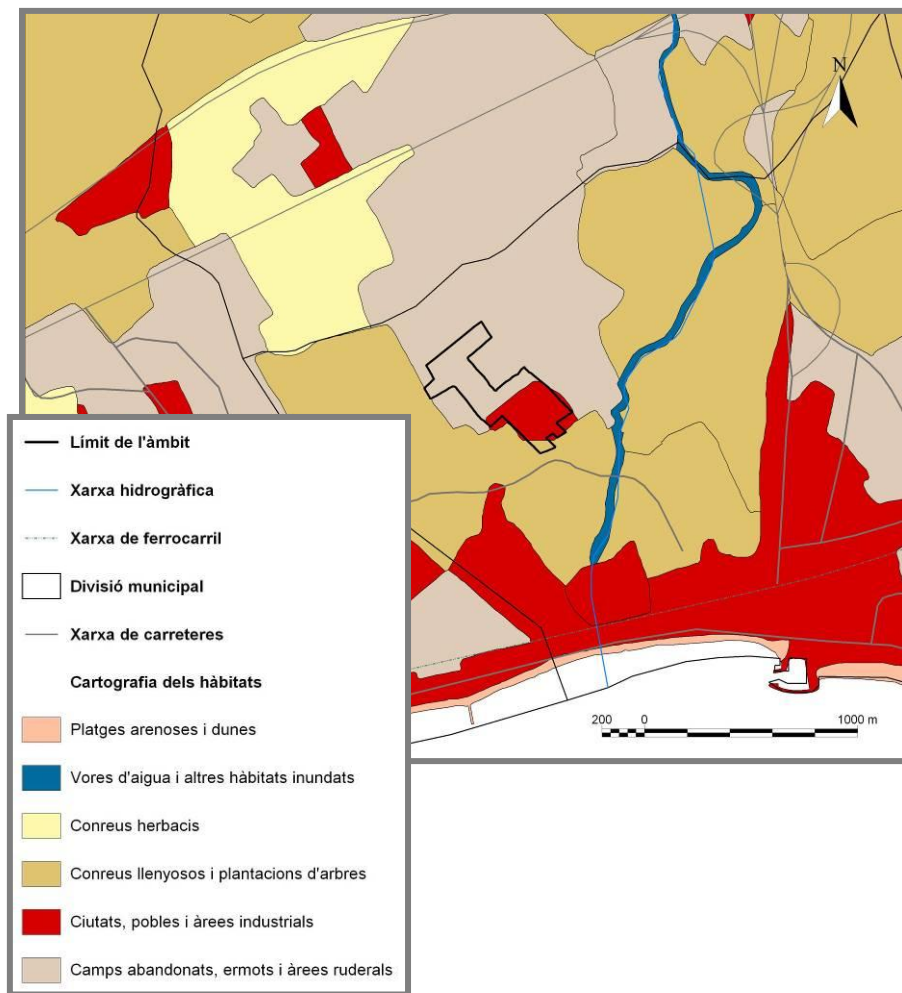 N
200 0 1000 m
Límit de l'àmbit
Xarxa hidrogràfica
Xarxa de ferrocarril
Divisió municipal
Xarxa de carreteres
Cartografia dels hàbitats
Platges arenoses i dunes
Vores d'aigua i altres hàbitats inundats
Conreus herbacis
Conreus llenyosos i plantacions d'arbres
Ciutats, pobles i àrees industrials
Camps abandonats, ermots i àrees ruderals